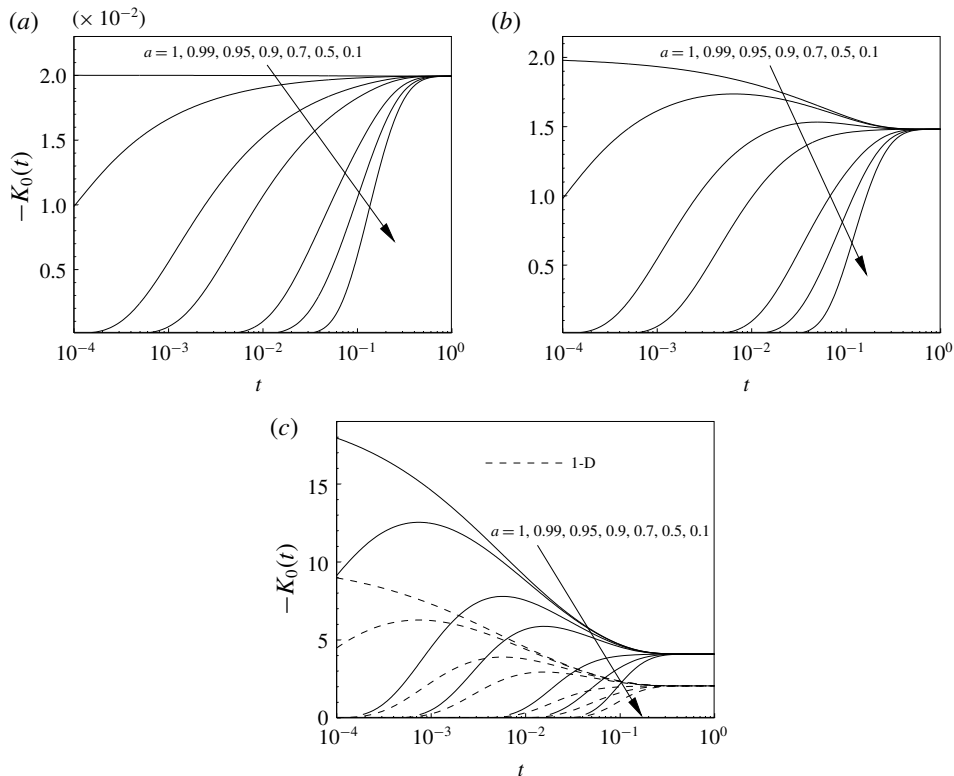 (a) (× 10⁻²)
a = 1, 0.99, 0.95, 0.9, 0.7, 0.5, 0.1
2.0
1.5
1.0
0.5
−K₀(t)
10⁻⁴ 10⁻³ 10⁻² 10⁻¹ 10⁰
t
(b)
a = 1, 0.99, 0.95, 0.9, 0.7, 0.5, 0.1
2.0
1.5
1.0
0.5
10⁻⁴ 10⁻³ 10⁻² 10⁻¹ 10⁰
t
(c)
1-D
a = 1, 0.99, 0.95, 0.9, 0.7, 0.5, 0.1
15
10
5
0
−K₀(t)
10⁻⁴ 10⁻³ 10⁻² 10⁻¹ 10⁰
t